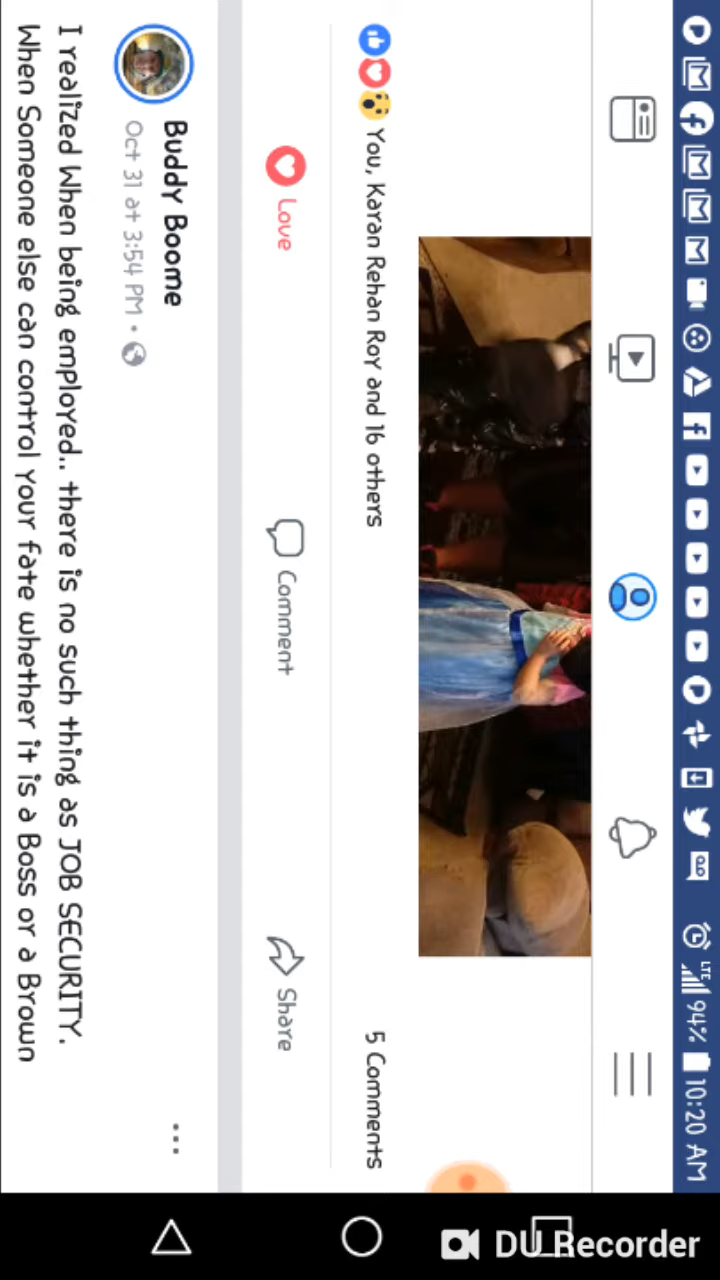 94% 10:20 AM
LTE
You, Karan Rehan Roy and 16 others
5 Comments
Love
Comment
Share
Buddy Boome
Oct 31 at 3:54 PM •
I realized When being employed.. there is no such thing as JOB SECURITY.
When Someone else can control your fate whether it is a Boss or a Brown
DU Recorder